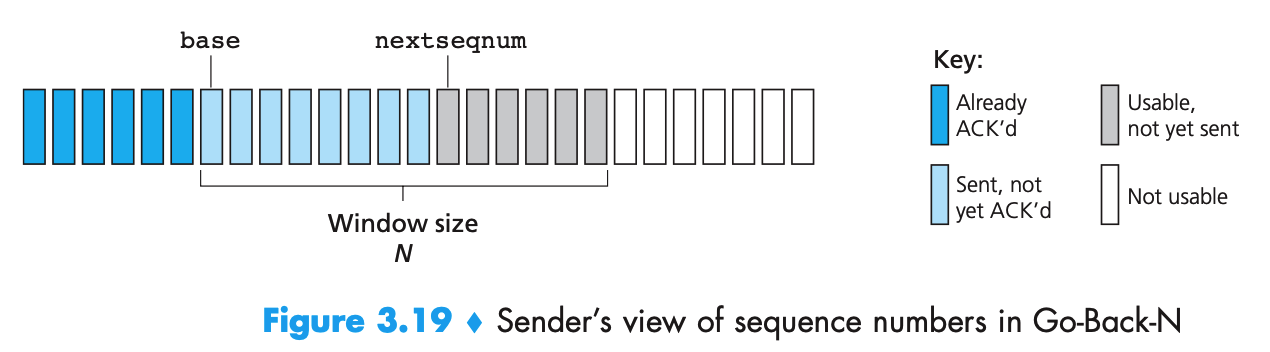 base
nextseqnum
Window size
N
Key:
Already
ACK’d
Usable,
not yet sent
Sent, not
yet ACK’d
Not usable
Figure 3.19 ♦ Sender’s view of sequence numbers in Go-Back-N